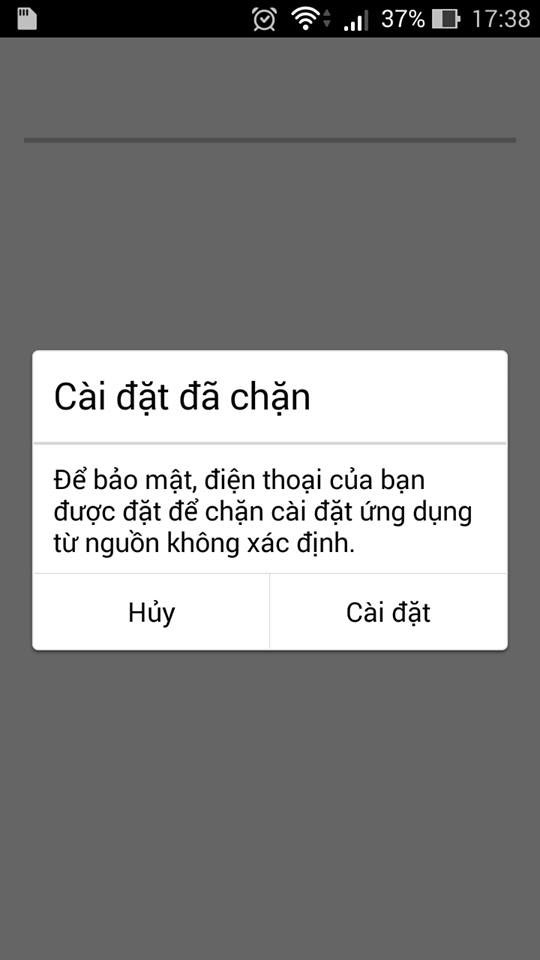 37% 17:38
Cài đặt đã chặn
Để bảo mật, điện thoại của bạn
được đặt để chặn cài đặt ứng dụng
từ nguồn không xác định.
Hủy Cài đặt